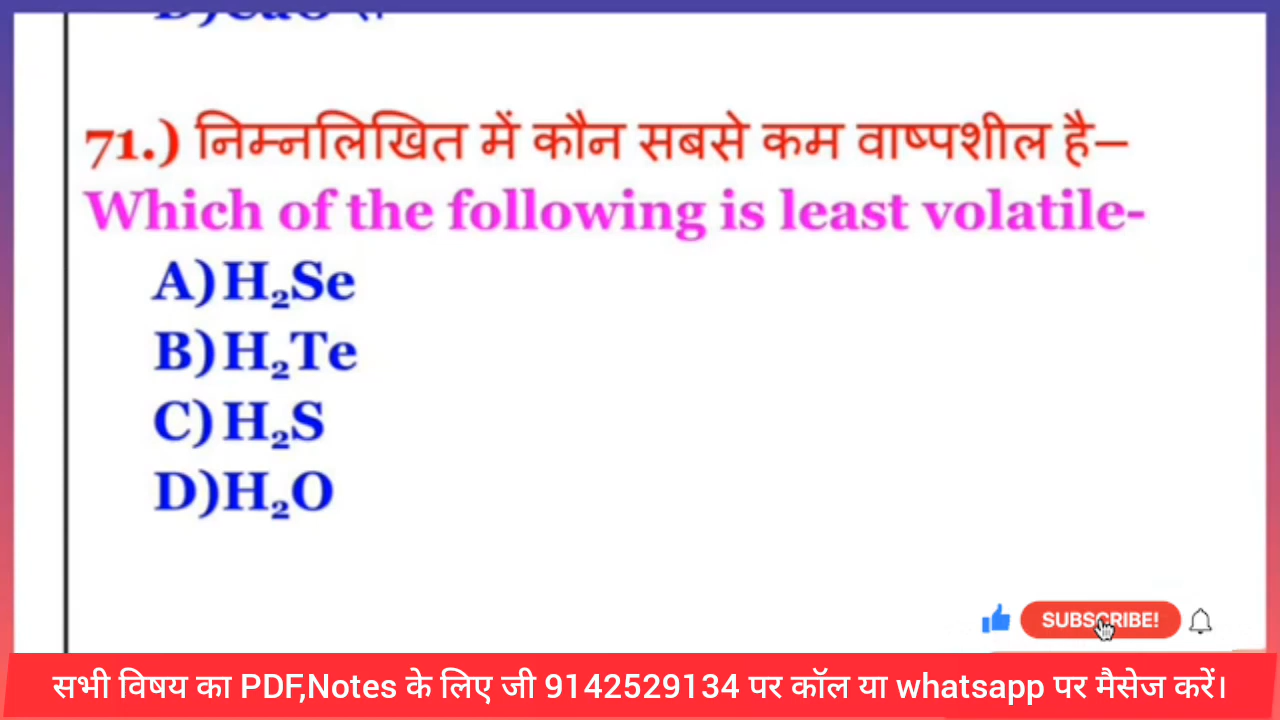 71.) निम्नलिखित में कौन सबसे कम वाष्पशील है–
Which of the following is least volatile-
A) H₂Se
B) H₂Te
C) H₂S
D) H₂O
SUBSCRIBE!
सभी विषय का PDF,Notes के लिए जी 9142529134 पर कॉल या whatsapp पर मैसेज करें।